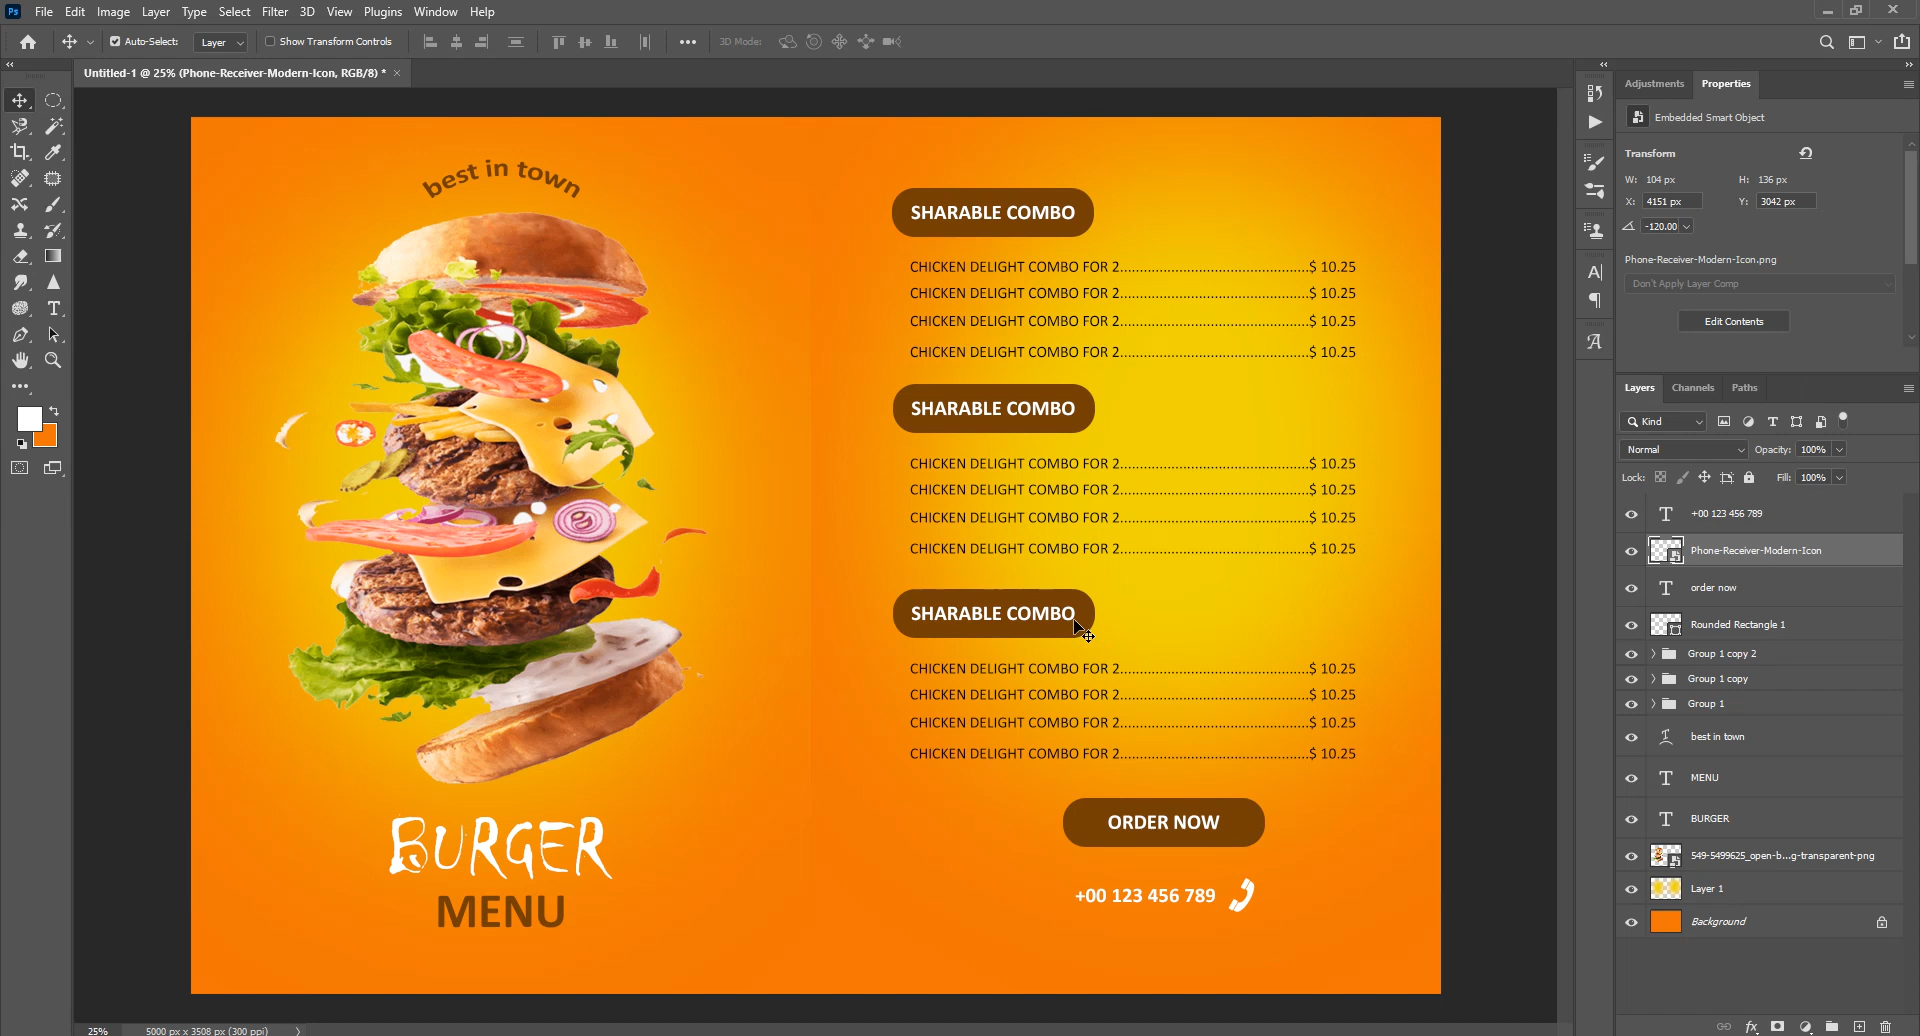 Ps File Edit Image Layer Type Select Filter 3D View Plugins Window Help
Auto-Select: Layer Show Transform Controls 3D Mode:
Untitled-1 @ 25% (Phone-Receiver-Modern-Icon, RGB/8) *
best in town
BURGER
MENU
SHARABLE COMBO
CHICKEN DELIGHT COMBO FOR 2................................................$ 10.25
CHICKEN DELIGHT COMBO FOR 2................................................$ 10.25
CHICKEN DELIGHT COMBO FOR 2................................................$ 10.25
CHICKEN DELIGHT COMBO FOR 2................................................$ 10.25
SHARABLE COMBO
CHICKEN DELIGHT COMBO FOR 2................................................$ 10.25
CHICKEN DELIGHT COMBO FOR 2................................................$ 10.25
CHICKEN DELIGHT COMBO FOR 2................................................$ 10.25
CHICKEN DELIGHT COMBO FOR 2................................................$ 10.25
SHARABLE COMBO
CHICKEN DELIGHT COMBO FOR 2................................................$ 10.25
CHICKEN DELIGHT COMBO FOR 2................................................$ 10.25
CHICKEN DELIGHT COMBO FOR 2................................................$ 10.25
CHICKEN DELIGHT COMBO FOR 2................................................$ 10.25
ORDER NOW
+00 123 456 789
25% 5000 px x 3508 px (300 ppi)
Adjustments Properties
Embedded Smart Object
Transform
W: 104 px H: 136 px
X: 4151 px Y: 3042 px
-120.00
Phone-Receiver-Modern-Icon.png
Don't Apply Layer Comp
Edit Contents
Layers Channels Paths
Kind
Normal Opacity: 100%
Lock: Fill: 100%
+00 123 456 789
Phone-Receiver-Modern-Icon
order now
Rounded Rectangle 1
Group 1 copy 2
Group 1 copy
Group 1
best in town
MENU
BURGER
549-5499625_open-b...g-transparent-png
Layer 1
Background